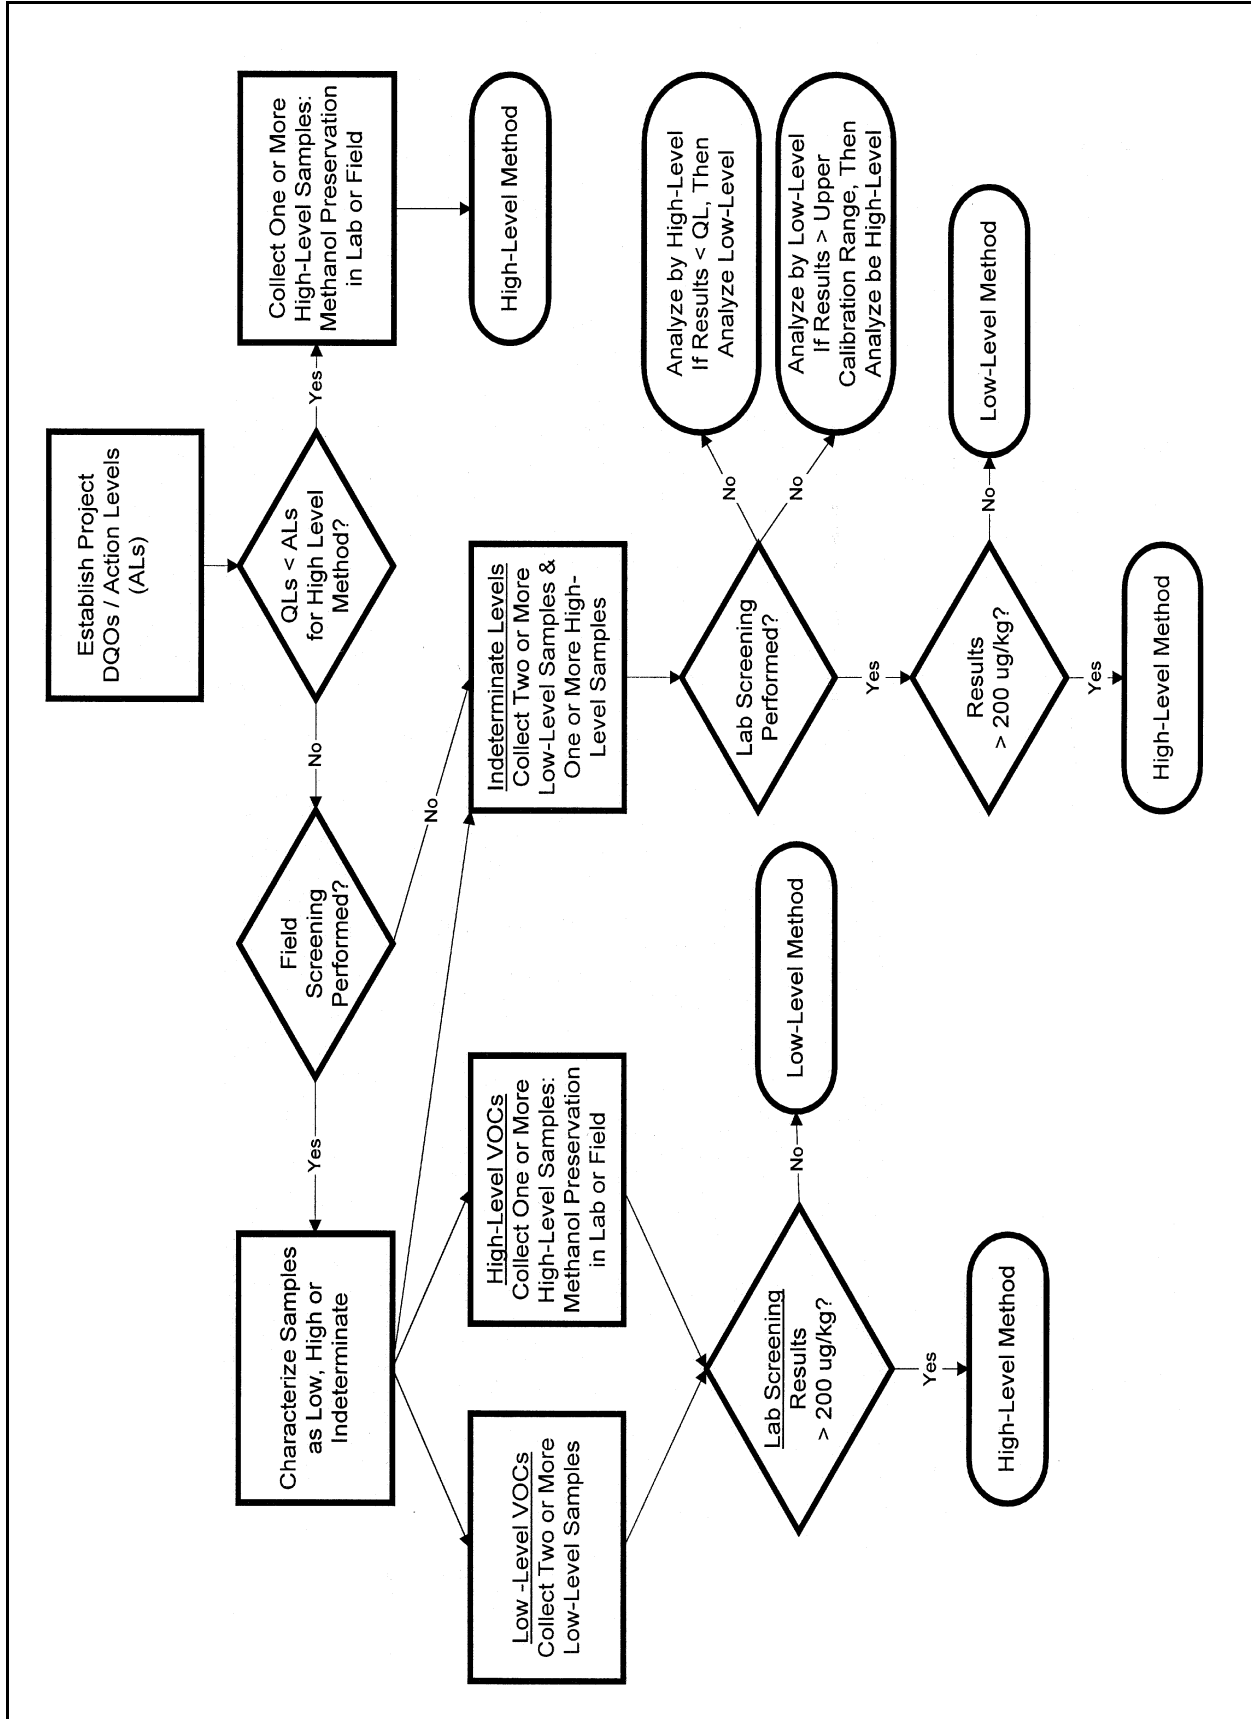 Establish Project
DQOs / Action Levels
(ALs)
QLs < ALs
for High Level
Method?
Yes
Collect One or More
High-Level Samples:
Methanol Preservation
in Lab or Field
High-Level Method
No
Field
Screening
Performed?
Yes
Characterize Samples
as Low, High or
Indeterminate
No
Low -Level VOCs
Collect Two or More
Low-Level Samples
High-Level VOCs
Collect One or More
High-Level Samples:
Methanol Preservation
in Lab or Field
Indeterminate Levels
Collect Two or More
Low-Level Samples &
One or More High-
Level Samples
Lab Screening
Results
> 200 ug/kg?
No
Low-Level Method
Yes
High-Level Method
Lab Screening
Performed?
No
Analyze by High-Level
If Results < QL, Then
Analyze Low-Level
No
Analyze by Low-Level
If Results > Upper
Calibration Range, Then
Analyze be High-Level
Yes
Results
> 200 ug/kg?
No
Low-Level Method
Yes
High-Level Method